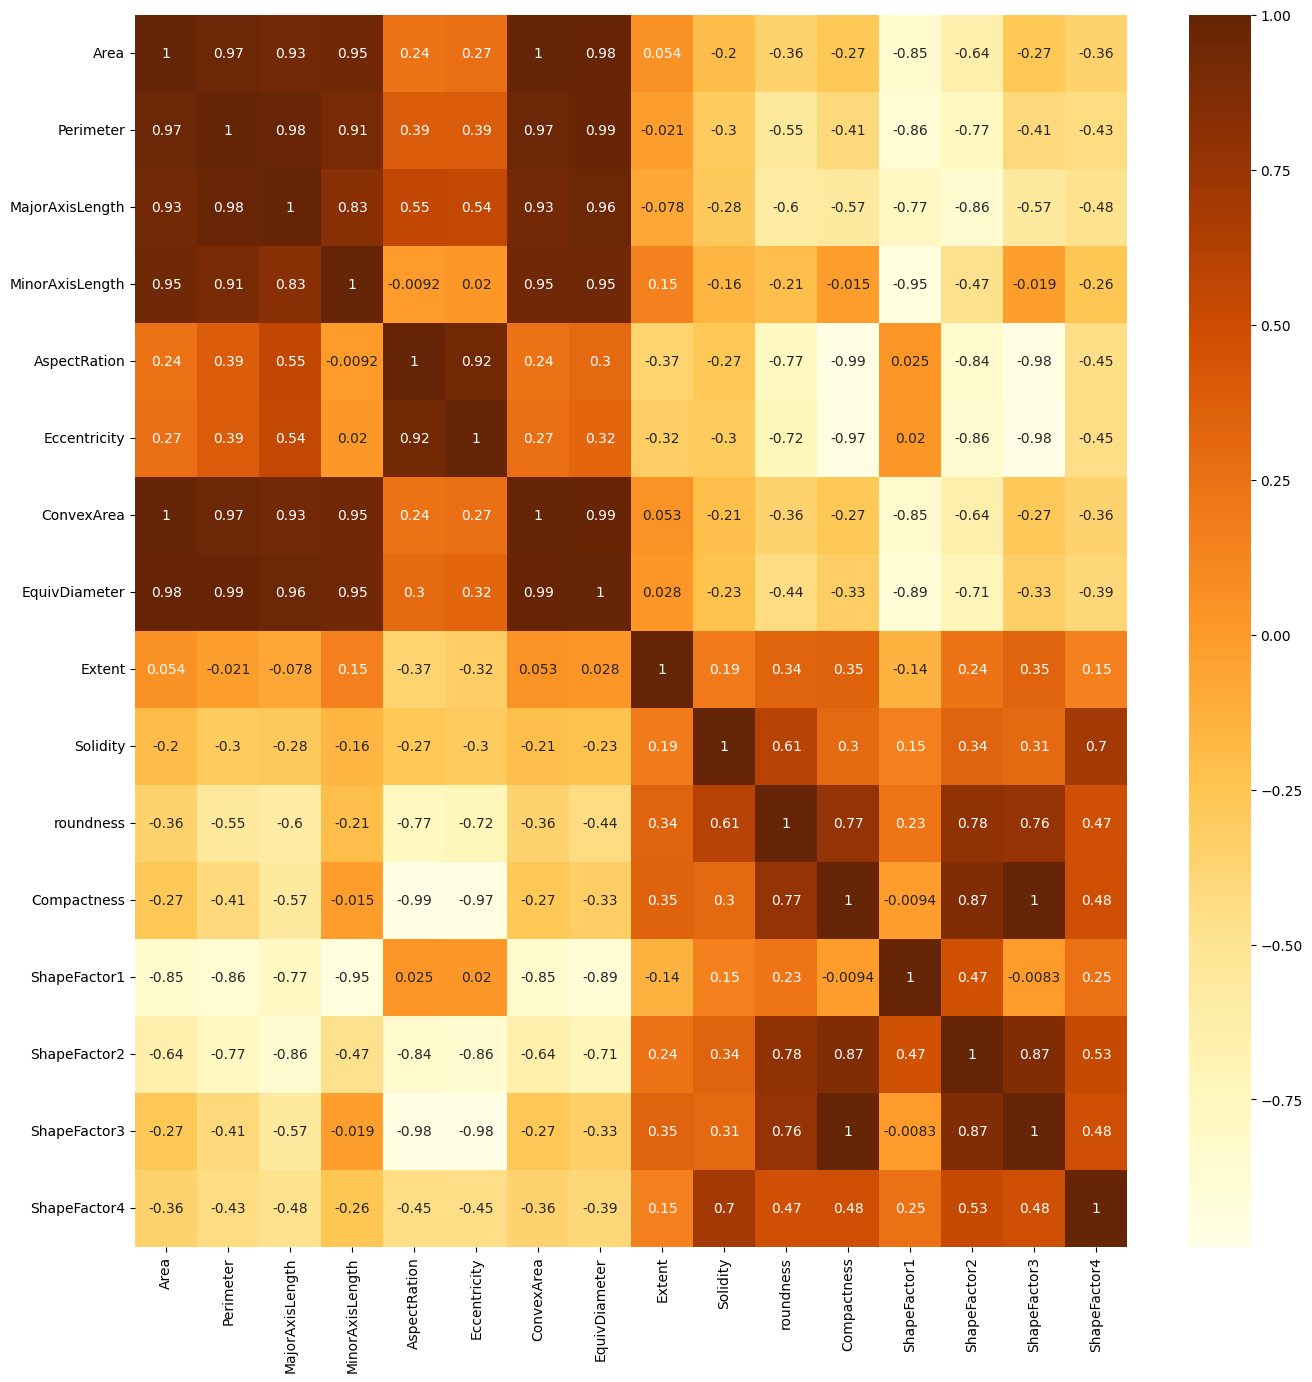 Area 1 0.97 0.93 0.95 0.24 0.27 1 0.98 0.054 -0.2 -0.36 -0.27 -0.85 -0.64 -0.27 -0.36
Perimeter 0.97 1 0.98 0.91 0.39 0.39 0.97 0.99 -0.021 -0.3 -0.55 -0.41 -0.86 -0.77 -0.41 -0.43
MajorAxisLength 0.93 0.98 1 0.83 0.55 0.54 0.93 0.96 -0.078 -0.28 -0.6 -0.57 -0.77 -0.86 -0.57 -0.48
MinorAxisLength 0.95 0.91 0.83 1 -0.0092 0.02 0.95 0.95 0.15 -0.16 -0.21 -0.015 -0.95 -0.47 -0.019 -0.26
AspectRation 0.24 0.39 0.55 -0.0092 1 0.92 0.24 0.3 -0.37 -0.27 -0.77 -0.99 0.025 -0.84 -0.98 -0.45
Eccentricity 0.27 0.39 0.54 0.02 0.92 1 0.27 0.32 -0.32 -0.3 -0.72 -0.97 0.02 -0.86 -0.98 -0.45
ConvexArea 1 0.97 0.93 0.95 0.24 0.27 1 0.99 0.053 -0.21 -0.36 -0.27 -0.85 -0.64 -0.27 -0.36
EquivDiameter 0.98 0.99 0.96 0.95 0.3 0.32 0.99 1 0.028 -0.23 -0.44 -0.33 -0.89 -0.71 -0.33 -0.39
Extent 0.054 -0.021 -0.078 0.15 -0.37 -0.32 0.053 0.028 1 0.19 0.34 0.35 -0.14 0.24 0.35 0.15
Solidity -0.2 -0.3 -0.28 -0.16 -0.27 -0.3 -0.21 -0.23 0.19 1 0.61 0.3 0.15 0.34 0.31 0.7
roundness -0.36 -0.55 -0.6 -0.21 -0.77 -0.72 -0.36 -0.44 0.34 0.61 1 0.77 0.23 0.78 0.76 0.47
Compactness -0.27 -0.41 -0.57 -0.015 -0.99 -0.97 -0.27 -0.33 0.35 0.3 0.77 1 -0.0094 0.87 1 0.48
ShapeFactor1 -0.85 -0.86 -0.77 -0.95 0.025 0.02 -0.85 -0.89 -0.14 0.15 0.23 -0.0094 1 0.47 -0.0083 0.25
ShapeFactor2 -0.64 -0.77 -0.86 -0.47 -0.84 -0.86 -0.64 -0.71 0.24 0.34 0.78 0.87 0.47 1 0.87 0.53
ShapeFactor3 -0.27 -0.41 -0.57 -0.019 -0.98 -0.98 -0.27 -0.33 0.35 0.31 0.76 1 -0.0083 0.87 1 0.48
ShapeFactor4 -0.36 -0.43 -0.48 -0.26 -0.45 -0.45 -0.36 -0.39 0.15 0.7 0.47 0.48 0.25 0.53 0.48 1
Area
Perimeter
MajorAxisLength
MinorAxisLength
AspectRation
Eccentricity
ConvexArea
EquivDiameter
Extent
Solidity
roundness
Compactness
ShapeFactor1
ShapeFactor2
ShapeFactor3
ShapeFactor4
1.00
0.75
0.50
0.25
0.00
−0.25
−0.50
−0.75